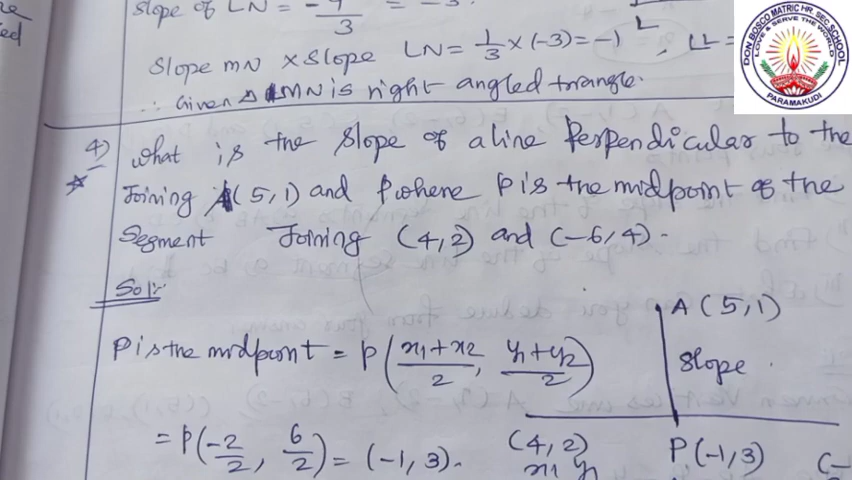 Slope of LN = -9/3 = -3.
Slope MN × Slope LN = 1/3 × (-3) = -1
∴ Given Δ LMN is right angled triangle.
4) What is the slope of a line Perpendicular to the
Joining A(5,1) and P where P is the midpoint of the
Segment Joining (4,2) and (-6,4).
Sol:-
P is the midpoint = P(x1+x2/2, y1+y2/2)
A (5,1)
Slope
= P(-2/2, 6/2) = (-1,3).
(4,2)
x1 y1
P(-1,3)
(-
DON BOSCO MATRIC HR. SEC. SCHOOL
LOVE & SERVE THE WORLD
PARAMAKUDI